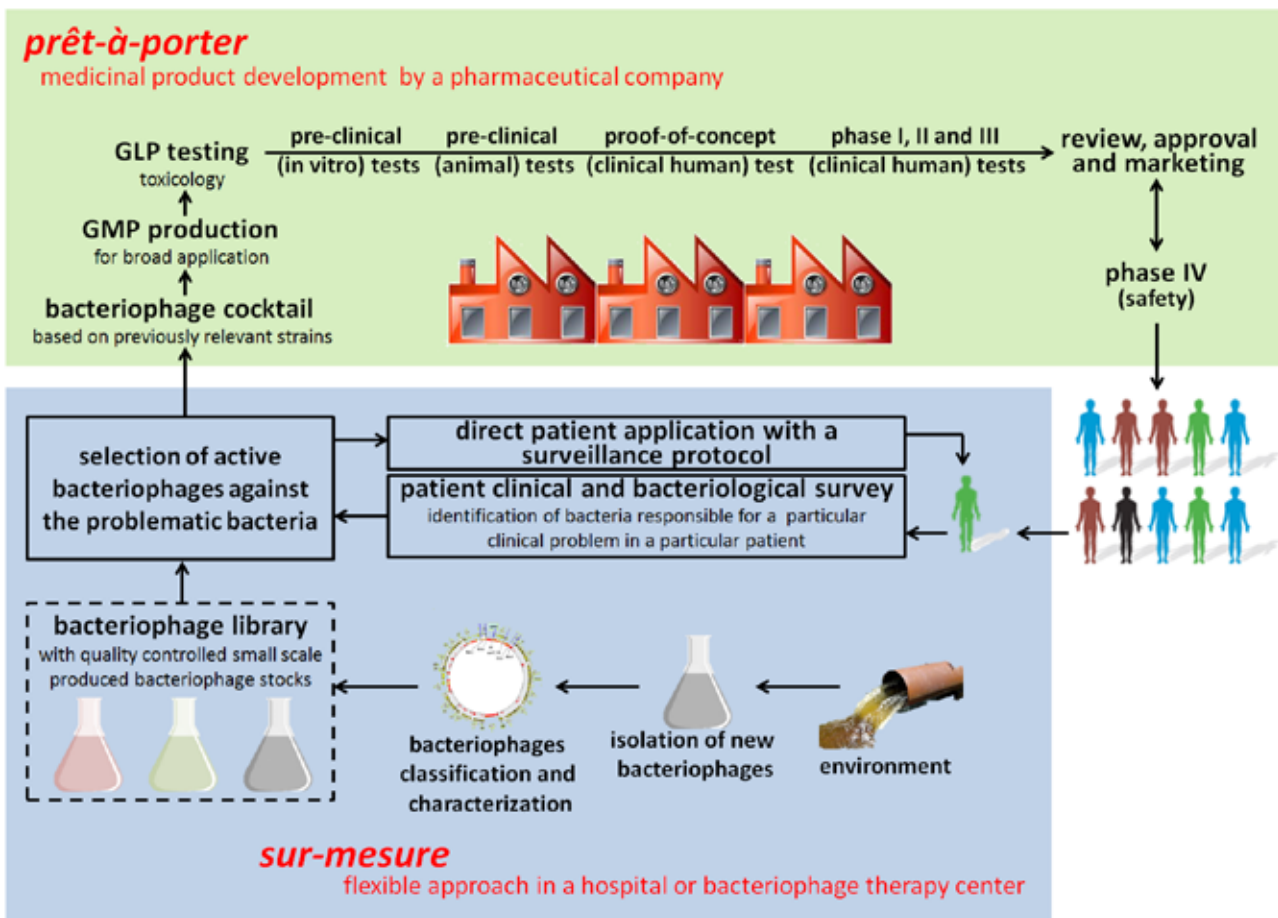 prêt-à-porter
medicinal product development by a pharmaceutical company
GLP testing
toxicology
pre-clinical
(in vitro) tests
pre-clinical
(animal) tests
proof-of-concept
(clinical human) test
phase I, II and III
(clinical human) tests
review, approval
and marketing
GMP production
for broad application
phase IV
(safety)
bacteriophage cocktail
based on previously relevant strains
selection of active
bacteriophages against
the problematic bacteria
direct patient application with a
surveillance protocol
patient clinical and bacteriological survey
identification of bacteria responsible for a particular
clinical problem in a particular patient
bacteriophage library
with quality controlled small scale
produced bacteriophage stocks
bacteriophages
classification and
characterization
isolation of new
bacteriophages
environment
sur-mesure
flexible approach in a hospital or bacteriophage therapy center